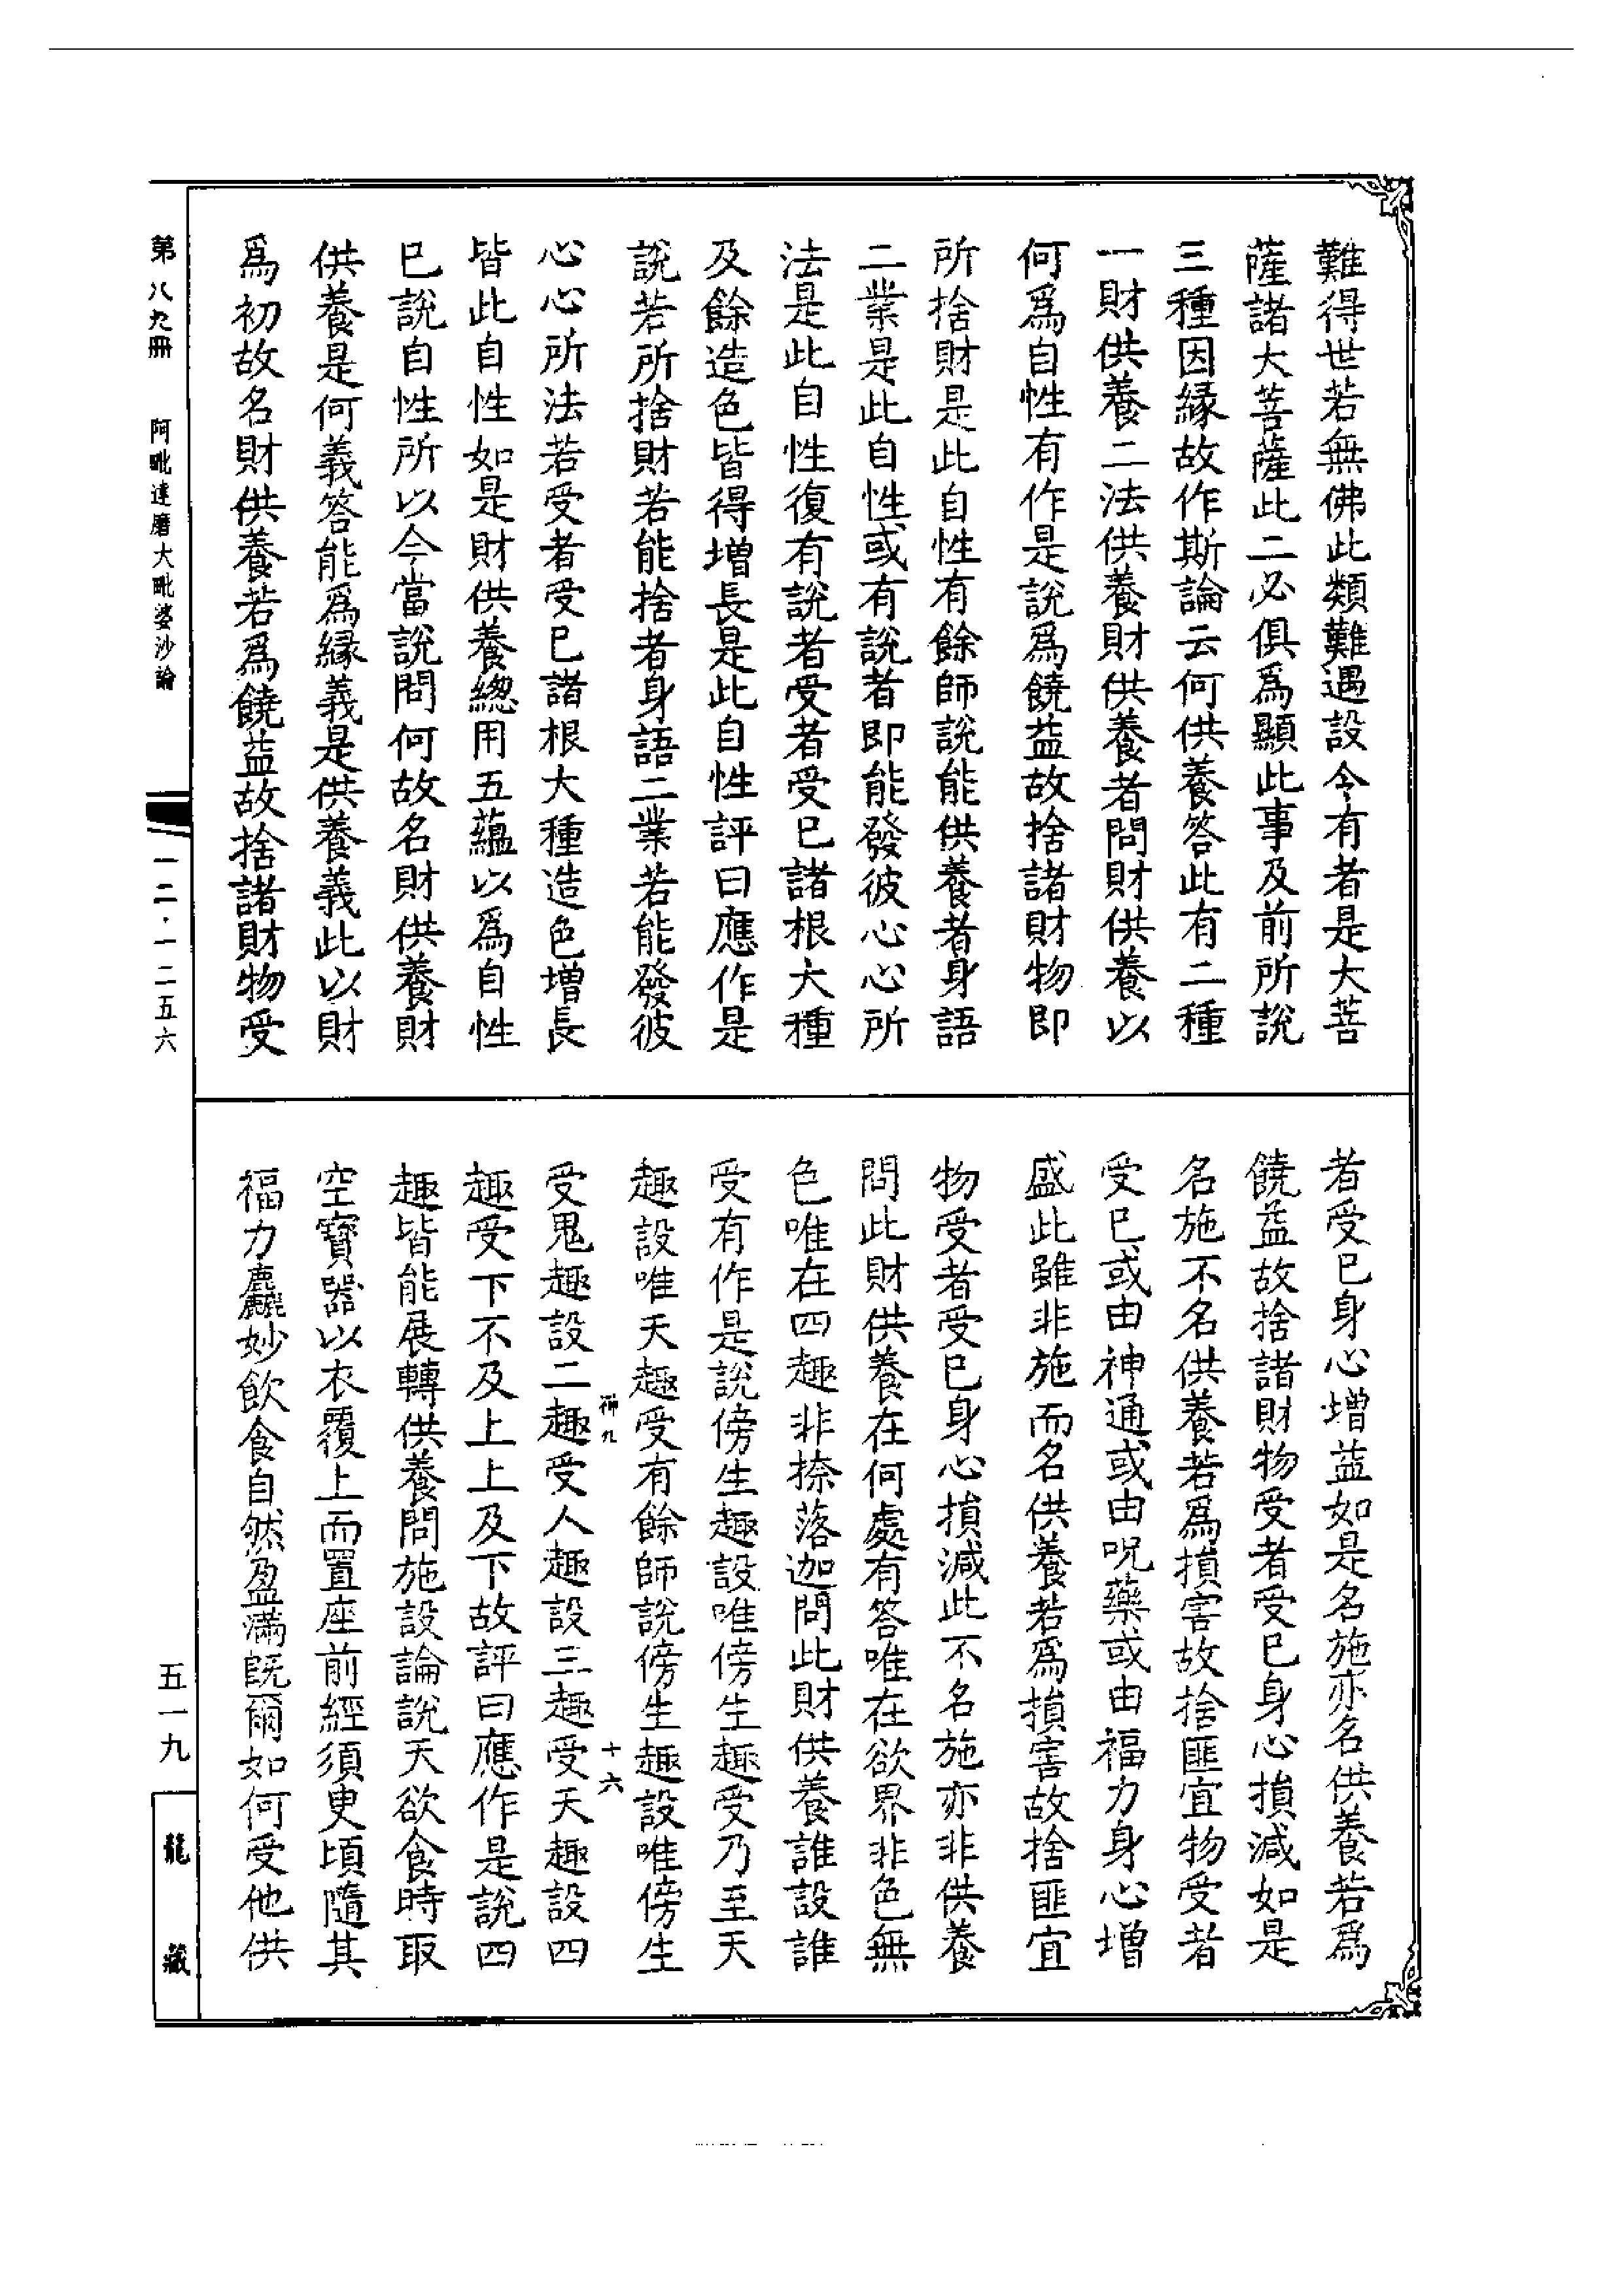 難得世若無佛此類難遇設令有者是大菩
薩諸大菩薩此二必俱爲顯此事及前所說
三種因縁故作斯論云何供養答此有二種
一財供養二法供養財供養者問財供養以
何爲自性有作是説爲饒益故捨諸財物即
所捨財是此自性有餘師説能供養者身語
二業是此自性或有説者即能發彼心心所
法是此自性復有説者受者受已諸根大種
及餘造色皆得增長是此自性評曰應作是
說若所捨財若能捨者身語二業若能發彼
心心所法若受者受已諸根大種造色增長
皆此自性如是財供養總用五蘊以爲自性
已說自性所以今當說問何故名財供養財
供養是何義答能爲縁義是供養義此以財
爲初故名財供養若爲饒益故捨諸財物受
者受已身心增益如是名施亦名供養若爲
饒益故捨諸財物受者受已身心損減如是
名施不名供養若爲損害故捨匪宜物受者
受已或由神通或由呪藥或由福力身心增
盛此雖非施而名供養若爲損害故捨匪宜
物受者受已身心損減此不名施亦非供養
問此財供養在何處有答唯在欲界非色無
色唯在四趣非捺落迦問此財供養誰設誰
受有作是說傍生趣設唯傍生趣受乃至天
趣設唯天趣受有餘師說傍生趣設唯傍生
受鬼趣設二趣受人趣設三趣受天趣設四
趣受下不及上上及下故評曰應作是說四
趣皆能展轉供養問施設論說天欲食時取
空寶器以衣覆上而置座前經須臾頃隨其
福力麤妙飲食自然盈滿旣爾如何受他供
十六
第八九冊 阿毗達磨大毗婆沙論
一二·一二五六
五一九
龍藏